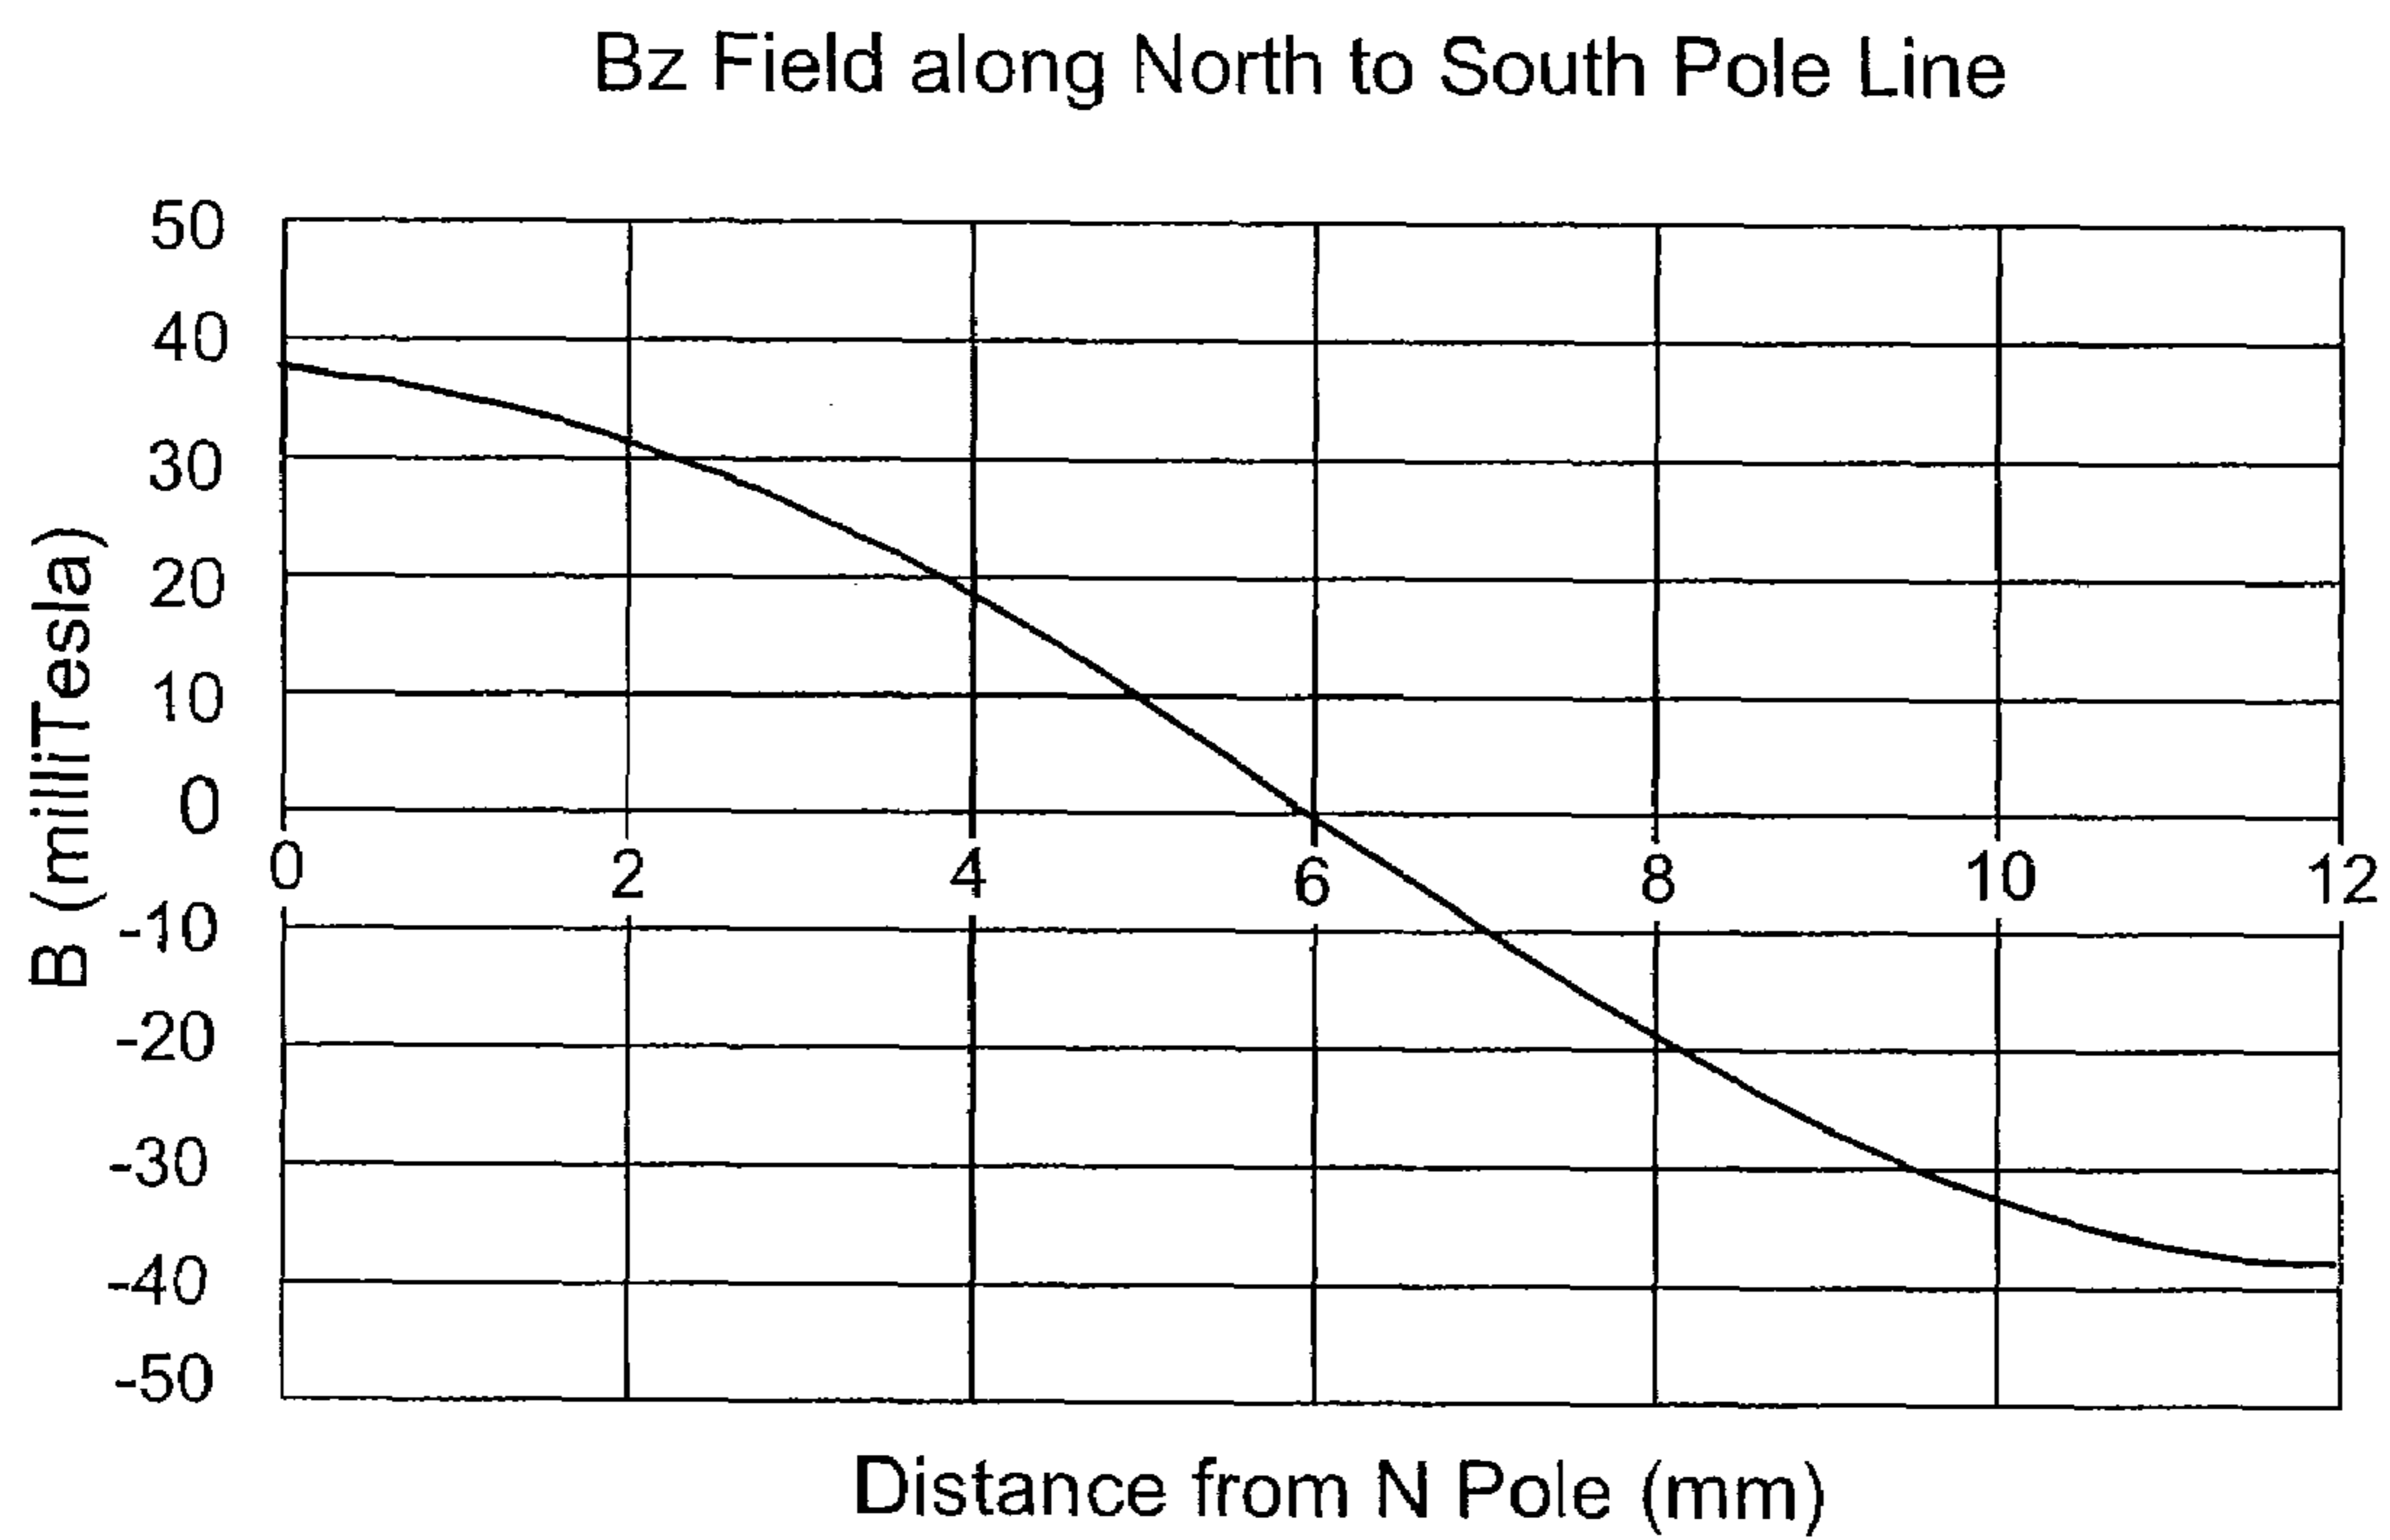 Bz Field along North to South Pole Line
50
40
30
20
10
0
0 2 4 6 8 10 12
-10
-20
-30
-40
-50
B (milliTesla)
Distance from N Pole (mm)